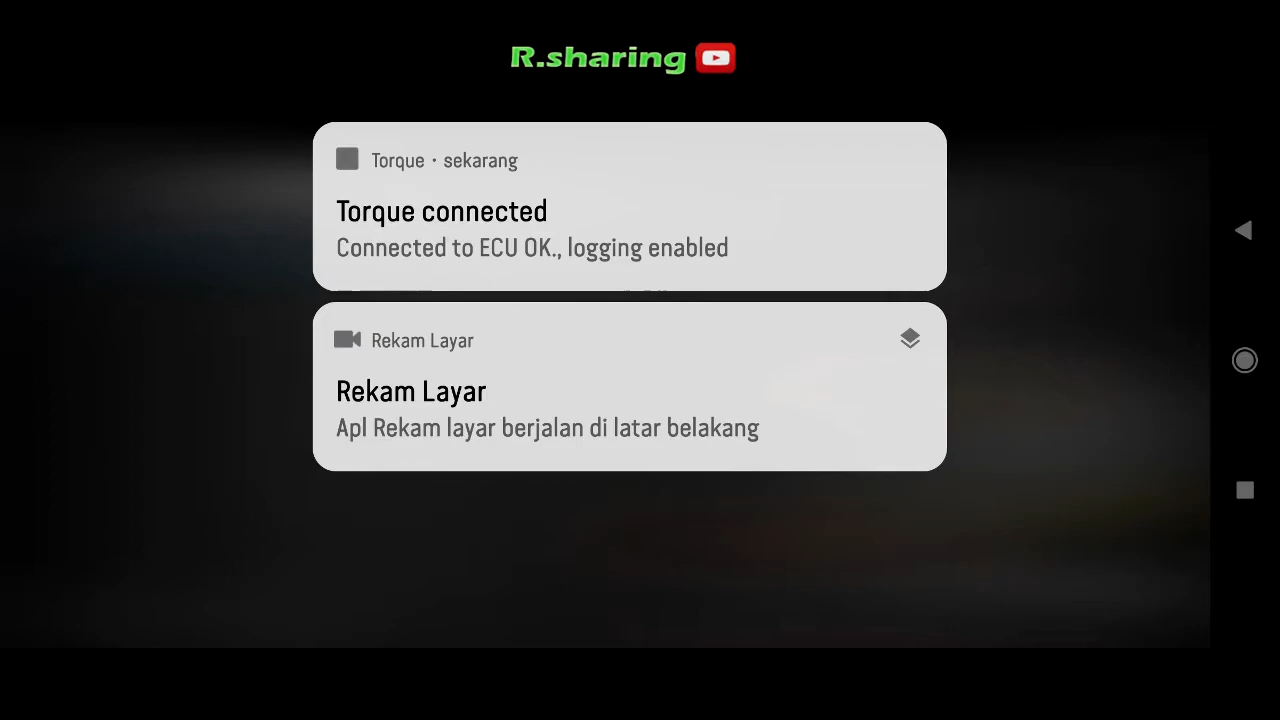 R.sharing
Torque • sekarang
Torque connected
Connected to ECU OK., logging enabled
Rekam Layar
Rekam Layar
Apl Rekam layar berjalan di latar belakang